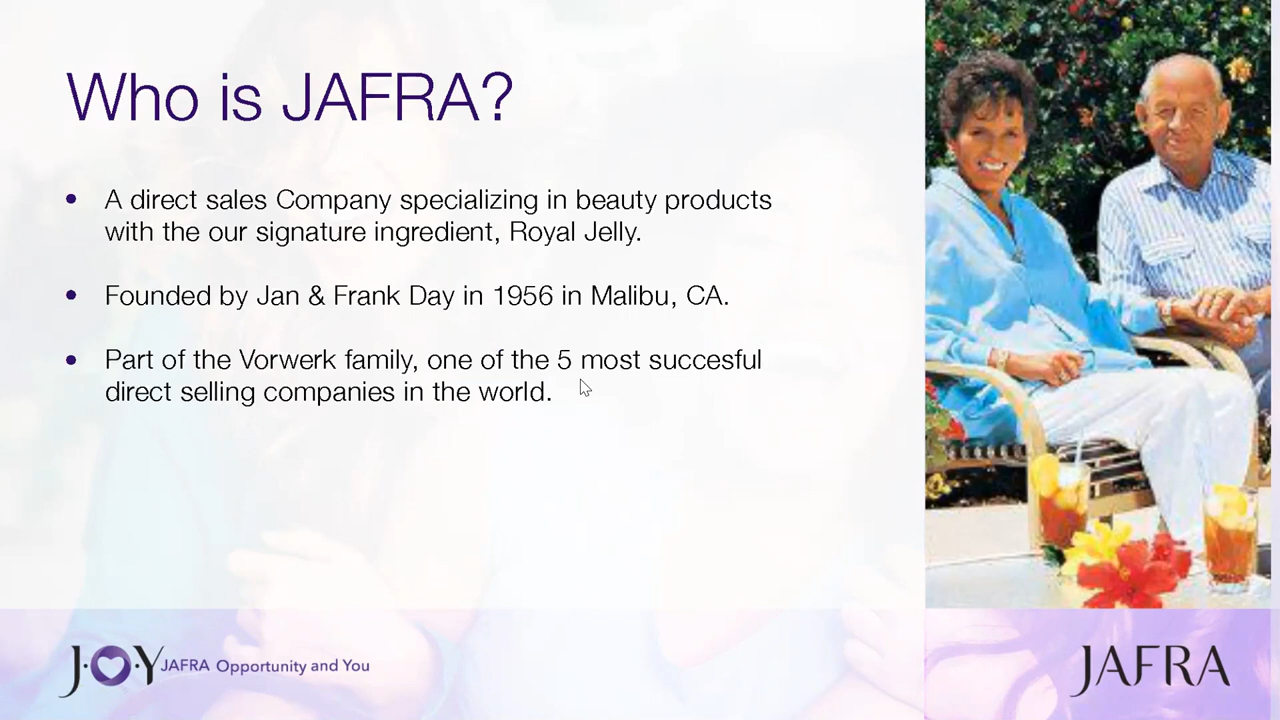 Who is JAFRA?
• A direct sales Company specializing in beauty products
with the our signature ingredient, Royal Jelly.
• Founded by Jan & Frank Day in 1956 in Malibu, CA.
• Part of the Vorwerk family, one of the 5 most succesful
direct selling companies in the world.
J·O·Y JAFRA Opportunity and You
JAFRA